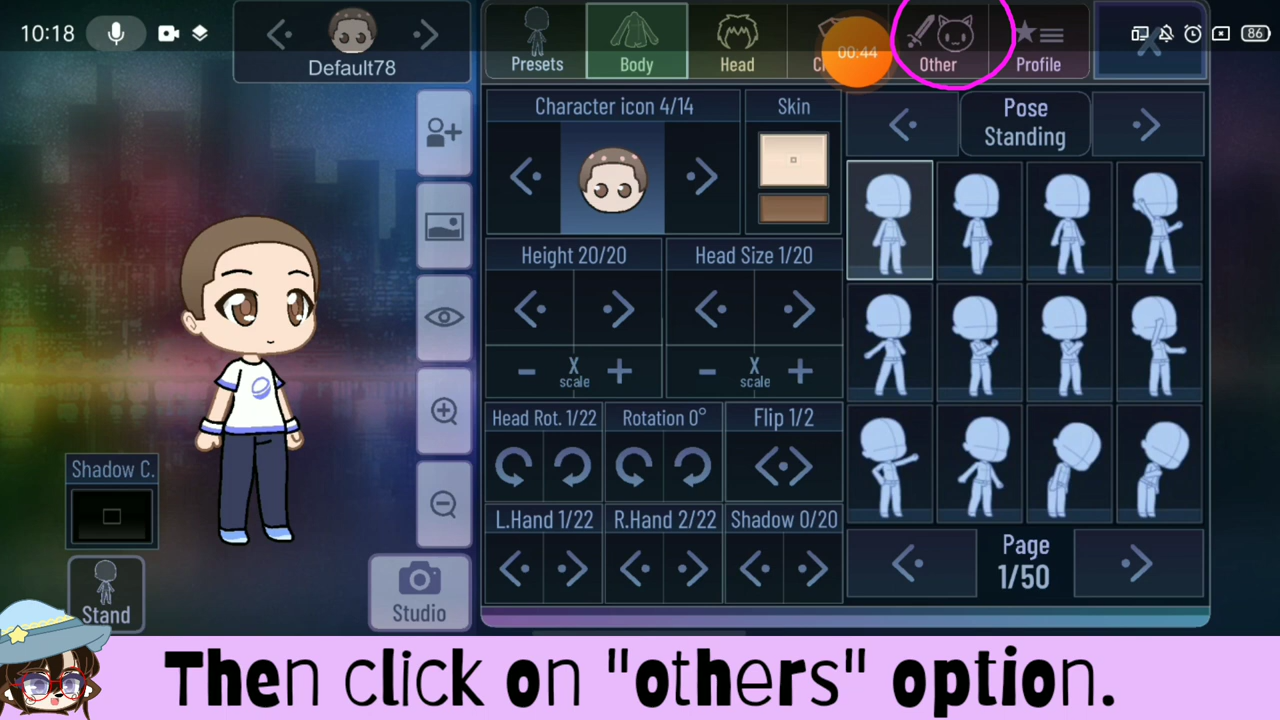 10:18
86
Default78
Presets
Body
Head
C
00:44
Other
Profile
Character icon 4/14
Skin
Pose
Standing
Height 20/20
Head Size 1/20
X
scale
X
scale
Head Rot. 1/22
Rotation 0°
Flip 1/2
L.Hand 1/22
R.Hand 2/22
Shadow 0/20
Page
1/50
Shadow C.
Stand
Studio
Then click on "others" option.